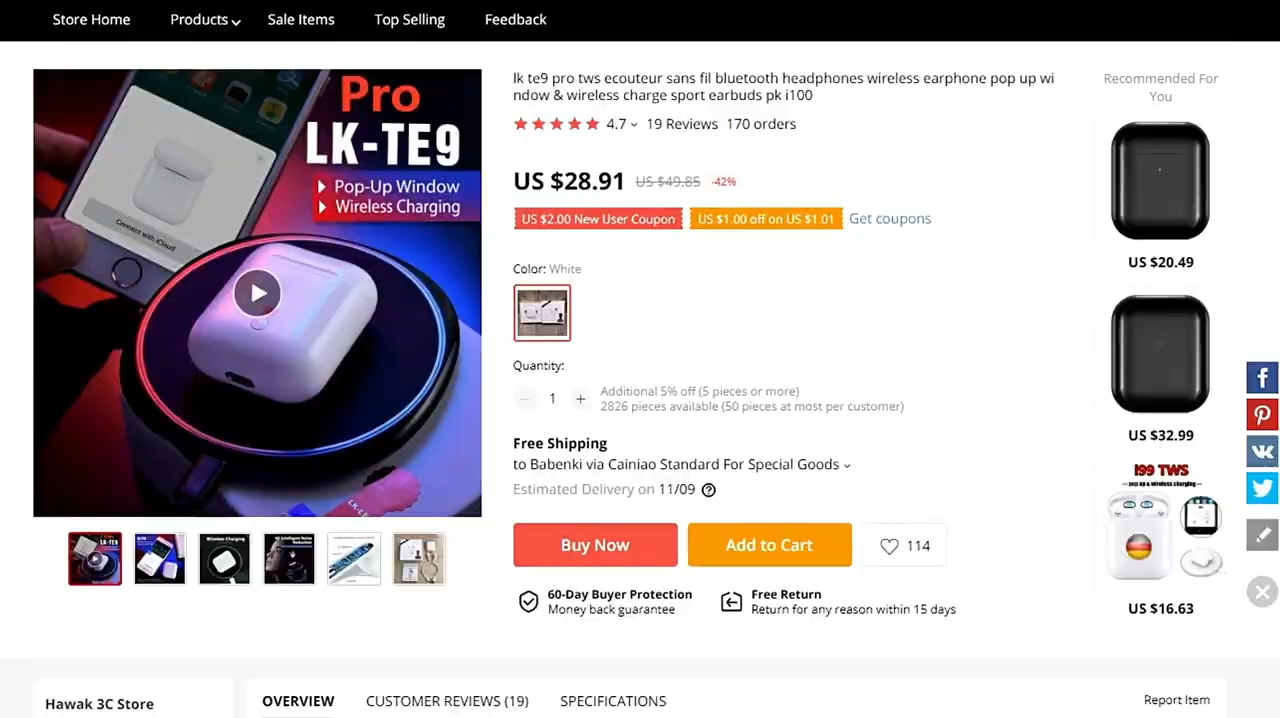 Store Home
Products
Sale Items
Top Selling
Feedback
Pro
LK-TE9
Pop-Up Window
Wireless Charging
Connect with iCloud
lk te9 pro tws ecouteur sans fil bluetooth headphones wireless earphone pop up wi
ndow & wireless charge sport earbuds pk i100
4.7
19 Reviews
170 orders
US $28.91
US $49.85
-42%
US $2.00 New User Coupon
US $1.00 off on US $1.01
Get coupons
Color: White
Quantity:
1
Additional 5% off (5 pieces or more)
2826 pieces available (50 pieces at most per customer)
Free Shipping
to Babenki via Cainiao Standard For Special Goods
Estimated Delivery on 11/09
Buy Now
Add to Cart
114
60-Day Buyer Protection
Money back guarantee
Free Return
Return for any reason within 15 days
Recommended For
You
US $20.49
US $32.99
i99 TWS
pop up & wireless charging
US $16.63
Hawak 3C Store
OVERVIEW
CUSTOMER REVIEWS (19)
SPECIFICATIONS
Report Item